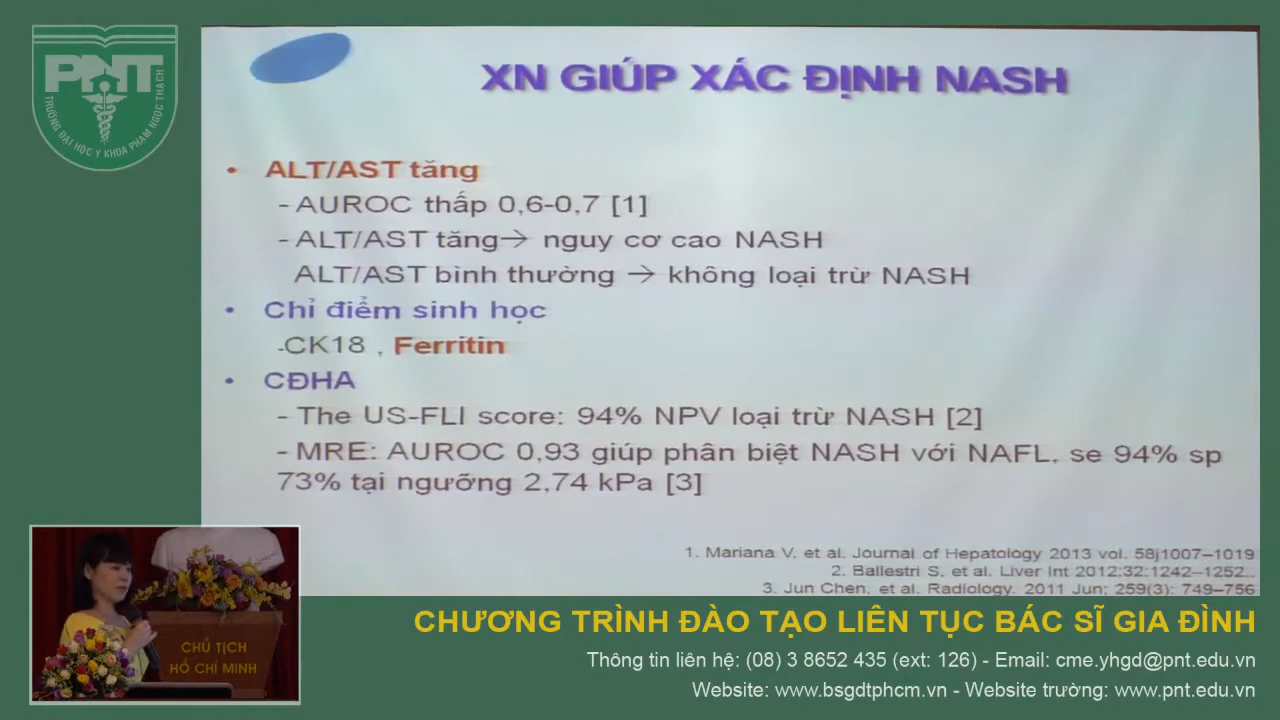 PNT
TRƯỜNG ĐẠI HỌC Y KHOA PHẠM NGỌC THẠCH
XN GIÚP XÁC ĐỊNH NASH
• ALT/AST tăng
- AUROC thấp 0,6-0,7 [1]
- ALT/AST tăng→ nguy cơ cao NASH
ALT/AST bình thường → không loại trừ NASH
• Chỉ điểm sinh học
-CK18 , Ferritin
• CĐHA
- The US-FLI score: 94% NPV loại trừ NASH [2]
- MRE: AUROC 0,93 giúp phân biệt NASH với NAFL, se 94% sp
73% tại ngưỡng 2,74 kPa [3]
1. Mariana V, et al. Journal of Hepatology 2013 vol. 58j1007–1019
2. Ballestri S, et al. Liver Int 2012;32:1242–1252..
3. Jun Chen, et al. Radiology. 2011 Jun; 259(3): 749–756
CHỦ TỊCH
HỒ CHÍ MINH
CHƯƠNG TRÌNH ĐÀO TẠO LIÊN TỤC BÁC SĨ GIA ĐÌNH
Thông tin liên hệ: (08) 3 8652 435 (ext: 126) - Email: cme.yhgd@pnt.edu.vn
Website: www.bsgdtphcm.vn - Website trường: www.pnt.edu.vn